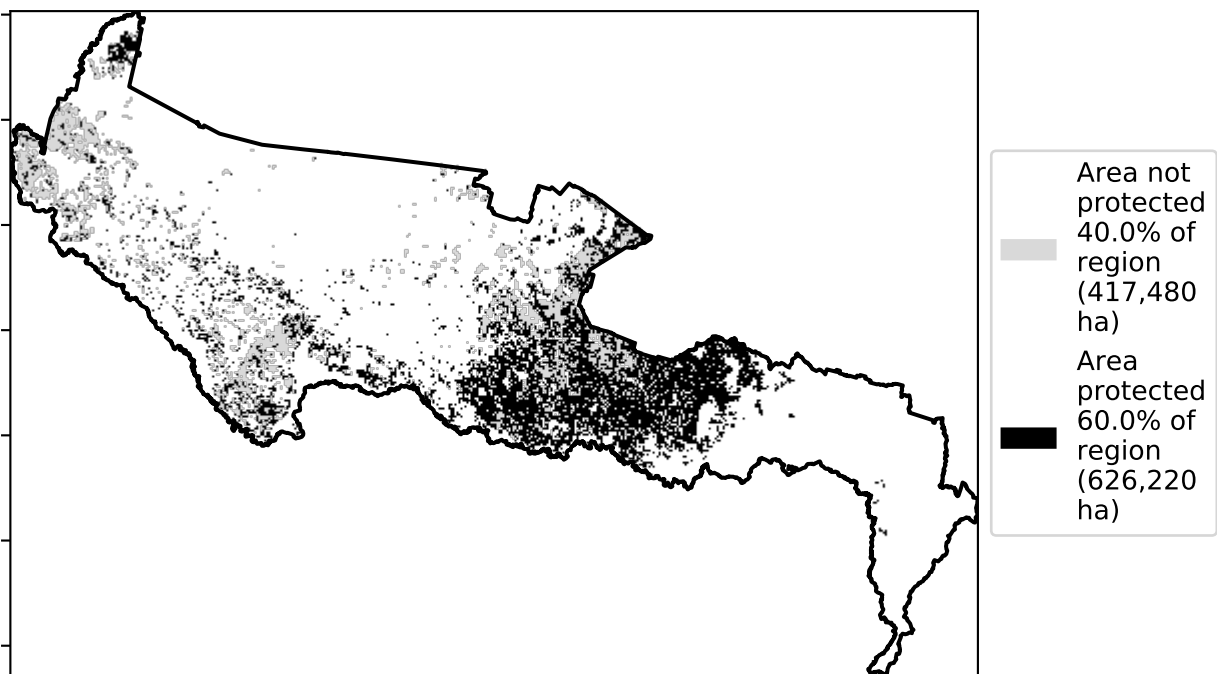 Area not
protected
40.0% of
region
(417,480
ha)
Area
protected
60.0% of
region
(626,220
ha)